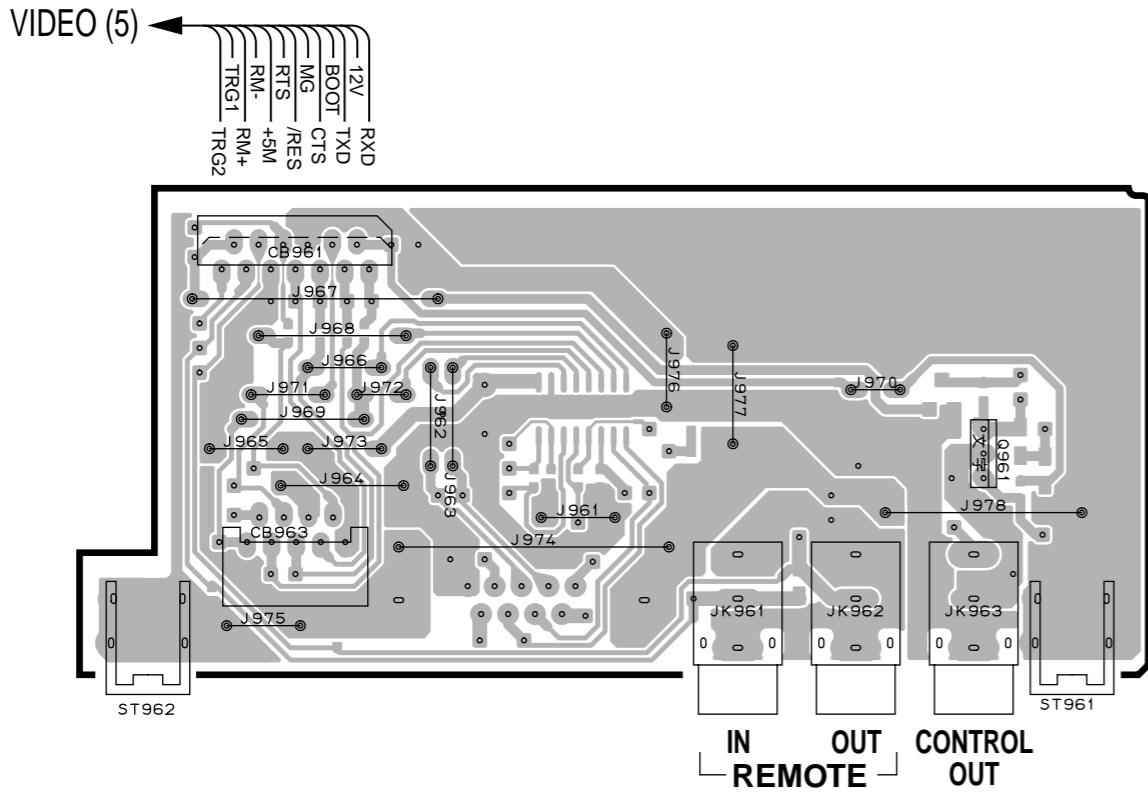 VIDEO (5)
TRG1
RM-
RTS
MG
BOOT
12V
TRG2
RM+
+5M
/RES
CTS
TXD
RXD
CB961
J967
J968
J966
J971
J972
J969
J965
J973
J964
J962
J963
J976
J977
J970
Q961
文字
J961
J978
CB963
J974
J975
JK961
JK962
JK963
ST962
ST961
IN
OUT
REMOTE
CONTROL
OUT